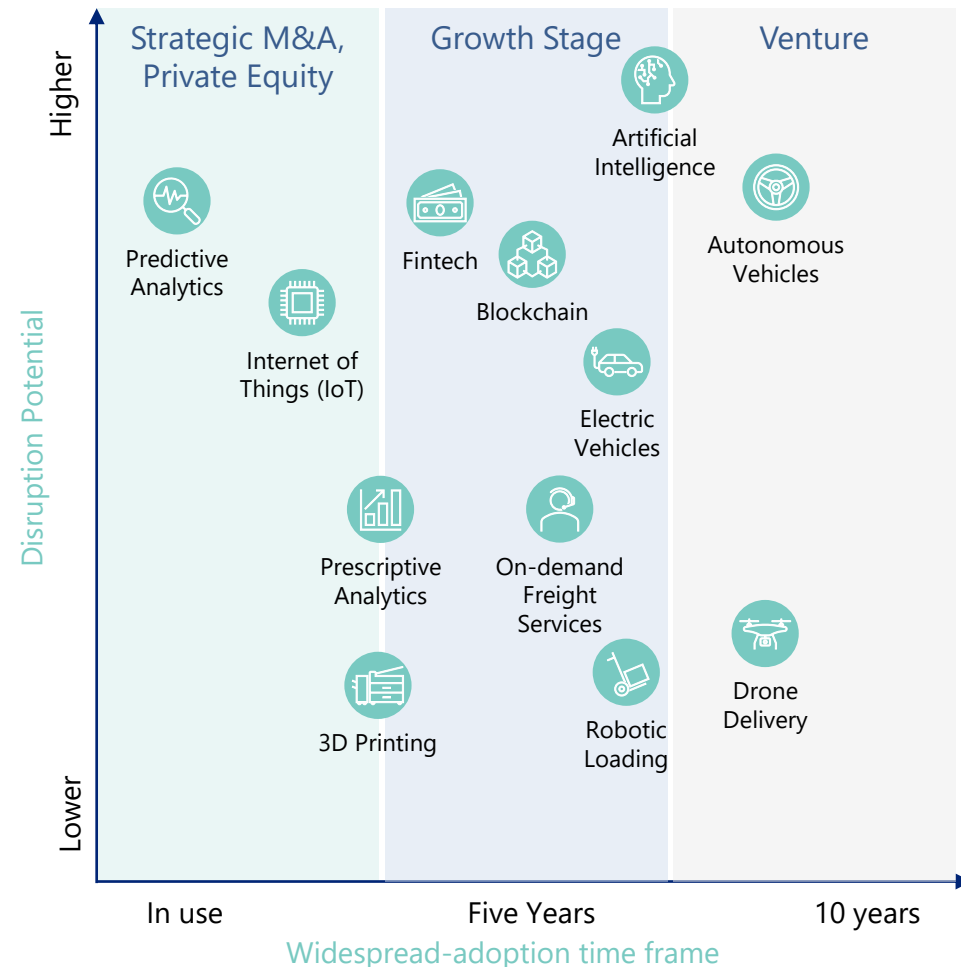 Strategic M&A,
Private Equity
Growth Stage
Venture
Higher
Disruption Potential
Lower
Artificial
Intelligence
Predictive
Analytics
Fintech
Autonomous
Vehicles
Blockchain
Internet of
Things (IoT)
Electric
Vehicles
Prescriptive
Analytics
On-demand
Freight
Services
Drone
Delivery
3D Printing
Robotic
Loading
In use
Five Years
10 years
Widespread-adoption time frame